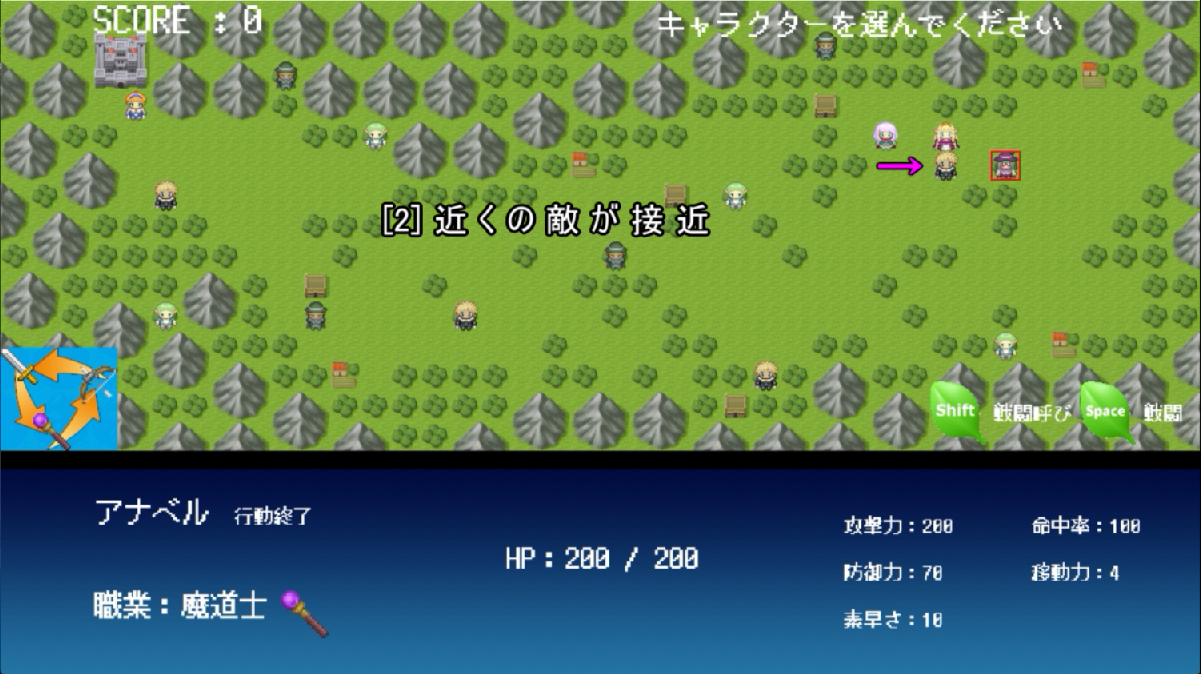 SCORE : 0
キャラクターを選んでください
[2] 近くの敵が接近
Shift 戦闘呼び Space 戦闘
アナベル 行動終了
HP：200 / 200
職業：魔道士
攻撃力：200 命中率：100
防御力：70 移動力：4
素早さ：10